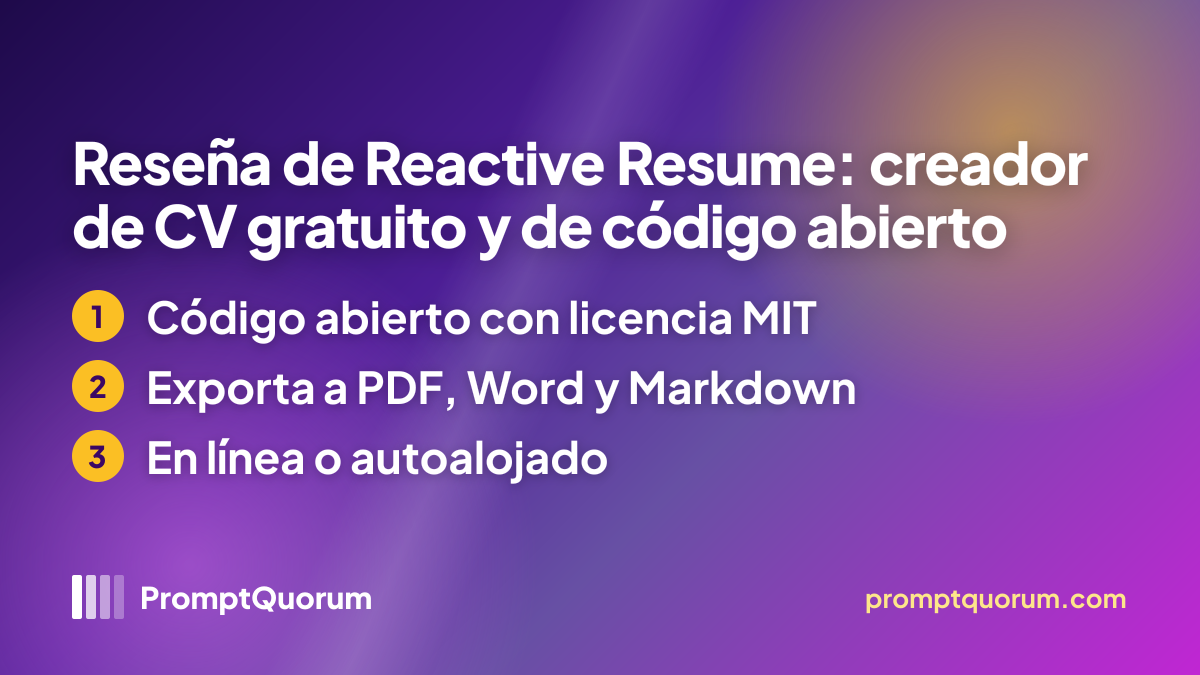 Reseña de Reactive Resume: creador
de CV gratuito y de código abierto
1 Código abierto con licencia MIT
2 Exporta a PDF, Word y Markdown
3 En línea o autoalojado
PromptQuorum
promptquorum.com